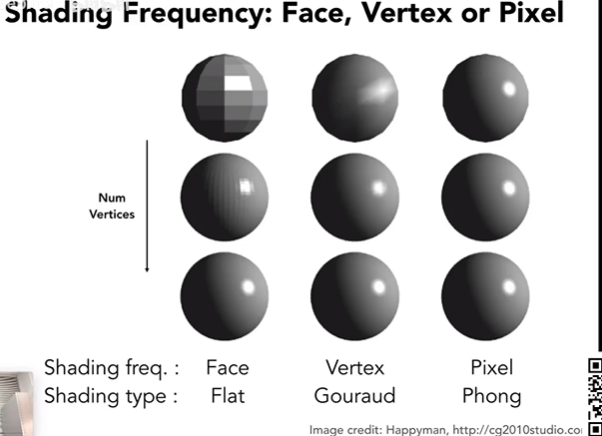 Shading Frequency: Face, Vertex or Pixel
Num
Vertices
Shading freq. : Face Vertex Pixel
Shading type : Flat Gouraud Phong
Image credit: Happyman, http://cg2010studio.co